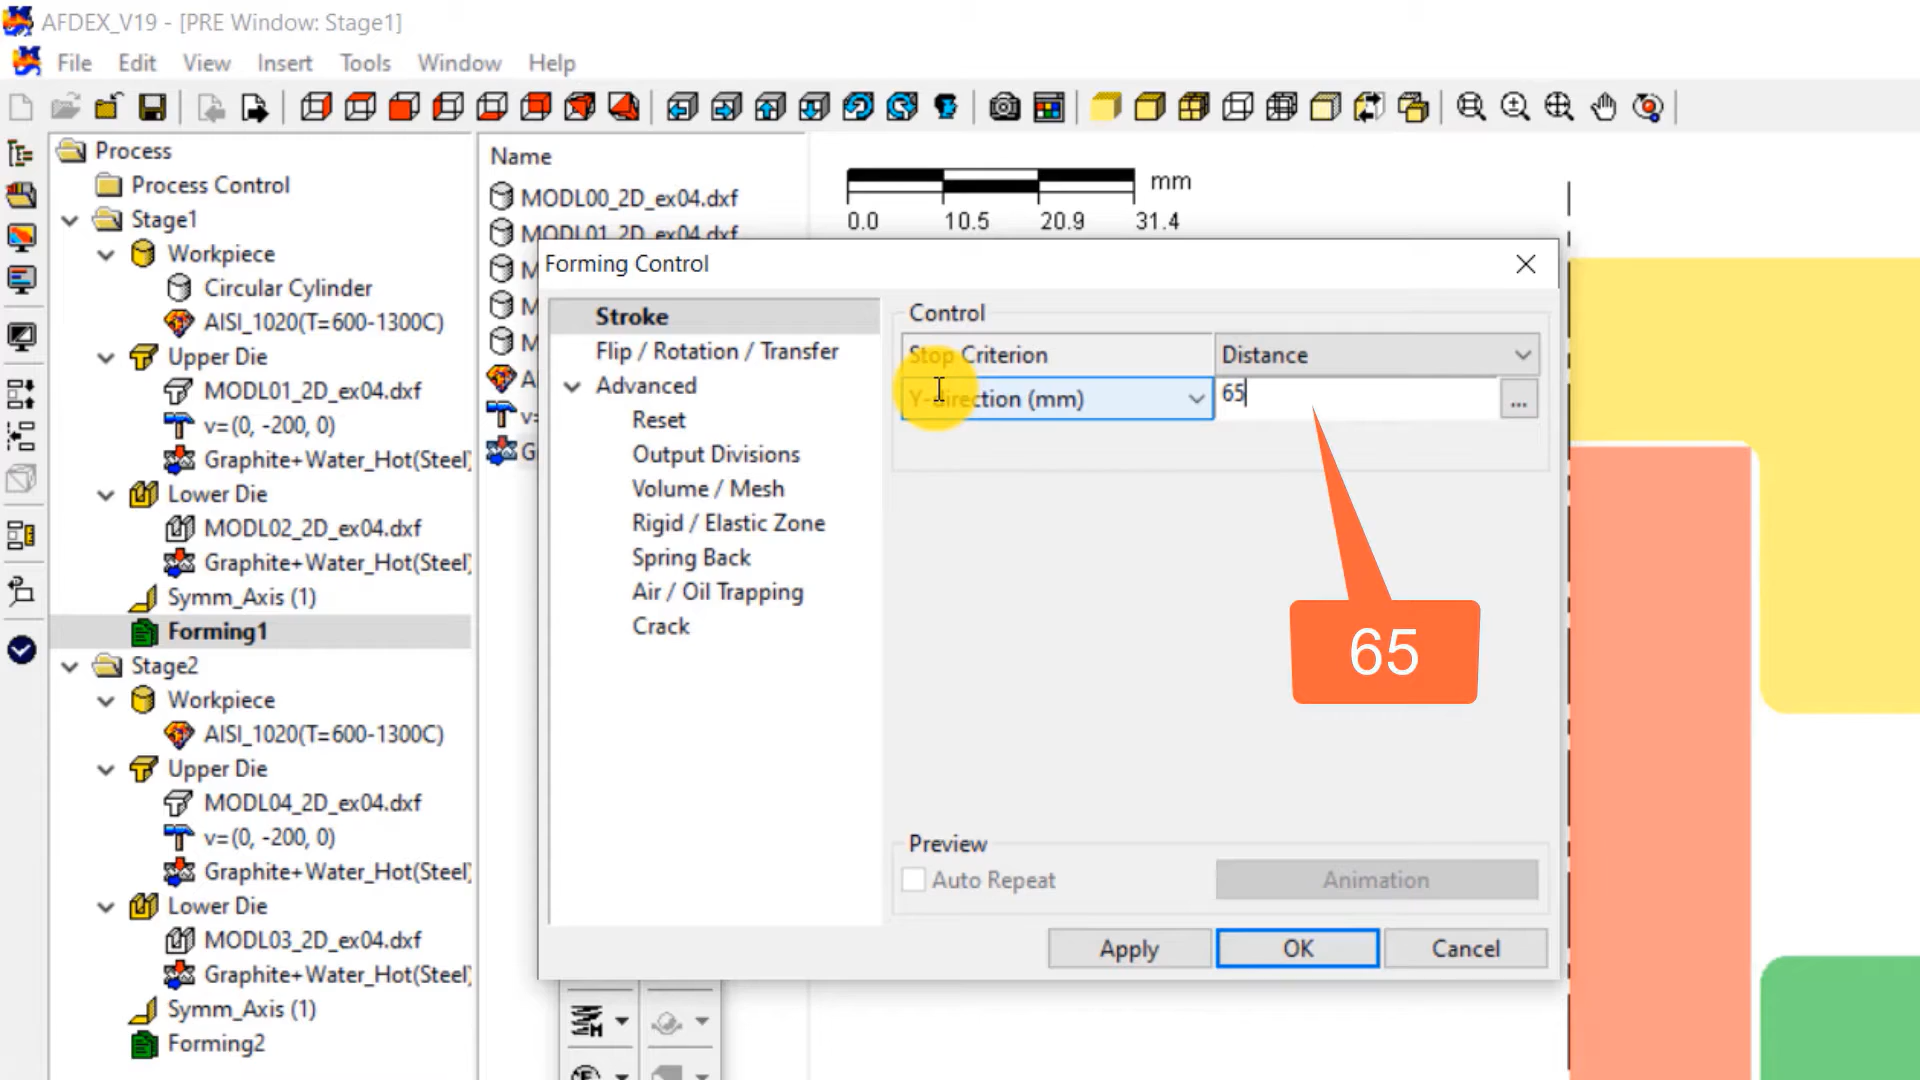 AFDEX_V19 - [PRE Window: Stage1]
File Edit View Insert Tools Window Help
Process
Process Control
Stage1
Workpiece
Circular Cylinder
AISI_1020(T=600-1300C)
Upper Die
MODL01_2D_ex04.dxf
v=(0, -200, 0)
Graphite+Water_Hot(Steel)
Lower Die
MODL02_2D_ex04.dxf
Graphite+Water_Hot(Steel)
Symm_Axis (1)
Forming1
Stage2
Workpiece
AISI_1020(T=600-1300C)
Upper Die
MODL04_2D_ex04.dxf
v=(0, -200, 0)
Graphite+Water_Hot(Steel)
Lower Die
MODL03_2D_ex04.dxf
Graphite+Water_Hot(Steel)
Symm_Axis (1)
Forming2
Name
MODL00_2D_ex04.dxf
MODL01_2D_ex04.dxf
M
M
M
A
v=
G
mm
0.0 10.5 20.9 31.4
Forming Control
Stroke
Flip / Rotation / Transfer
Advanced
Reset
Output Divisions
Volume / Mesh
Rigid / Elastic Zone
Spring Back
Air / Oil Trapping
Crack
Control
Stop Criterion Distance
Y-direction (mm) 65 ...
65
Preview
Auto Repeat Animation
Apply OK Cancel